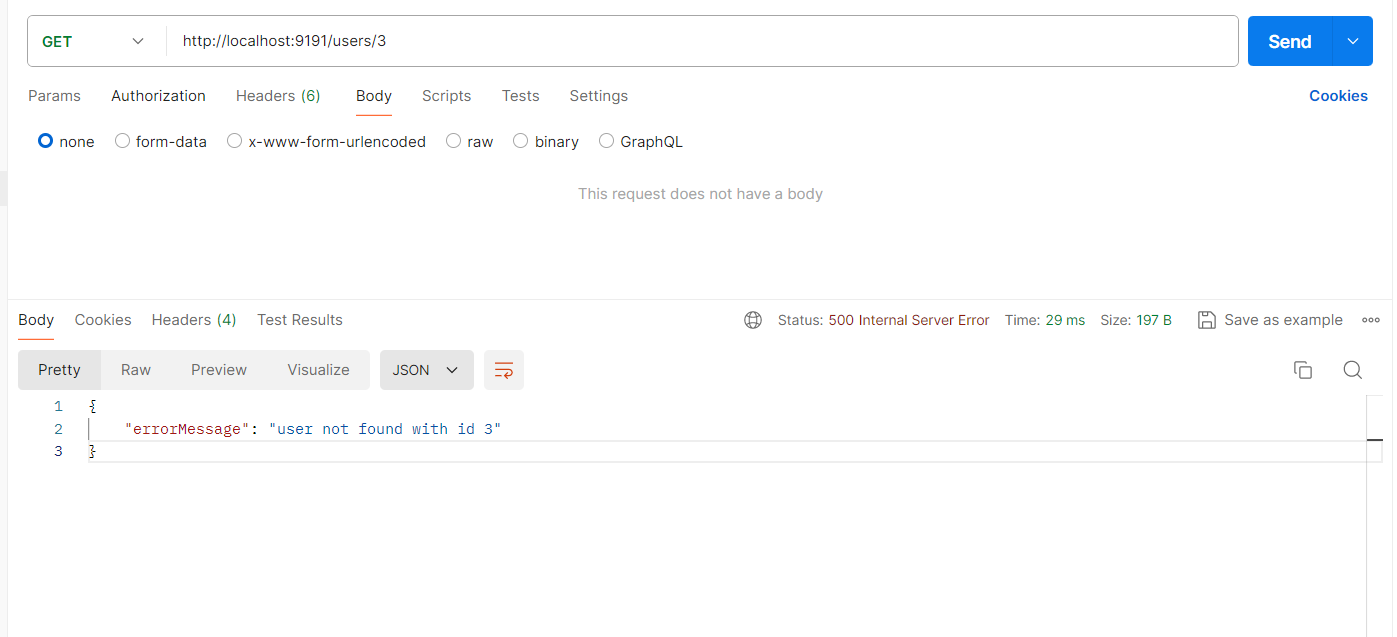 GET http://localhost:9191/users/3 Send
Params Authorization Headers (6) Body Scripts Tests Settings Cookies
none form-data x-www-form-urlencoded raw binary GraphQL
This request does not have a body
Body Cookies Headers (4) Test Results Status: 500 Internal Server Error Time: 29 ms Size: 197 B Save as example
Pretty Raw Preview Visualize JSON
1 {
2 "errorMessage": "user not found with id 3"
3 }